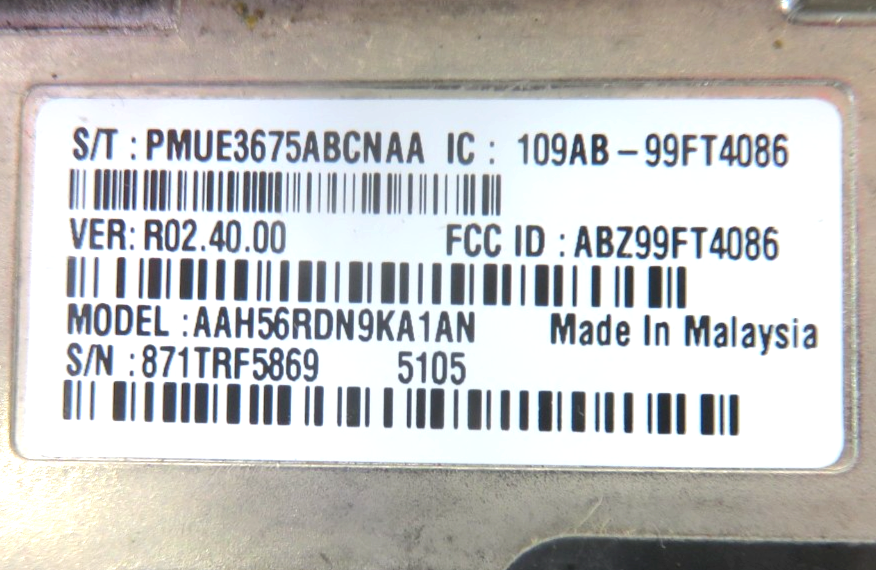 S/T : PMUE3675ABCNAA IC : 109AB – 99FT4086
VER: R02.40.00 FCC ID : ABZ99FT4086
MODEL :AAH56RDN9KA1AN Made In Malaysia
S/N :871TRF5869 5105